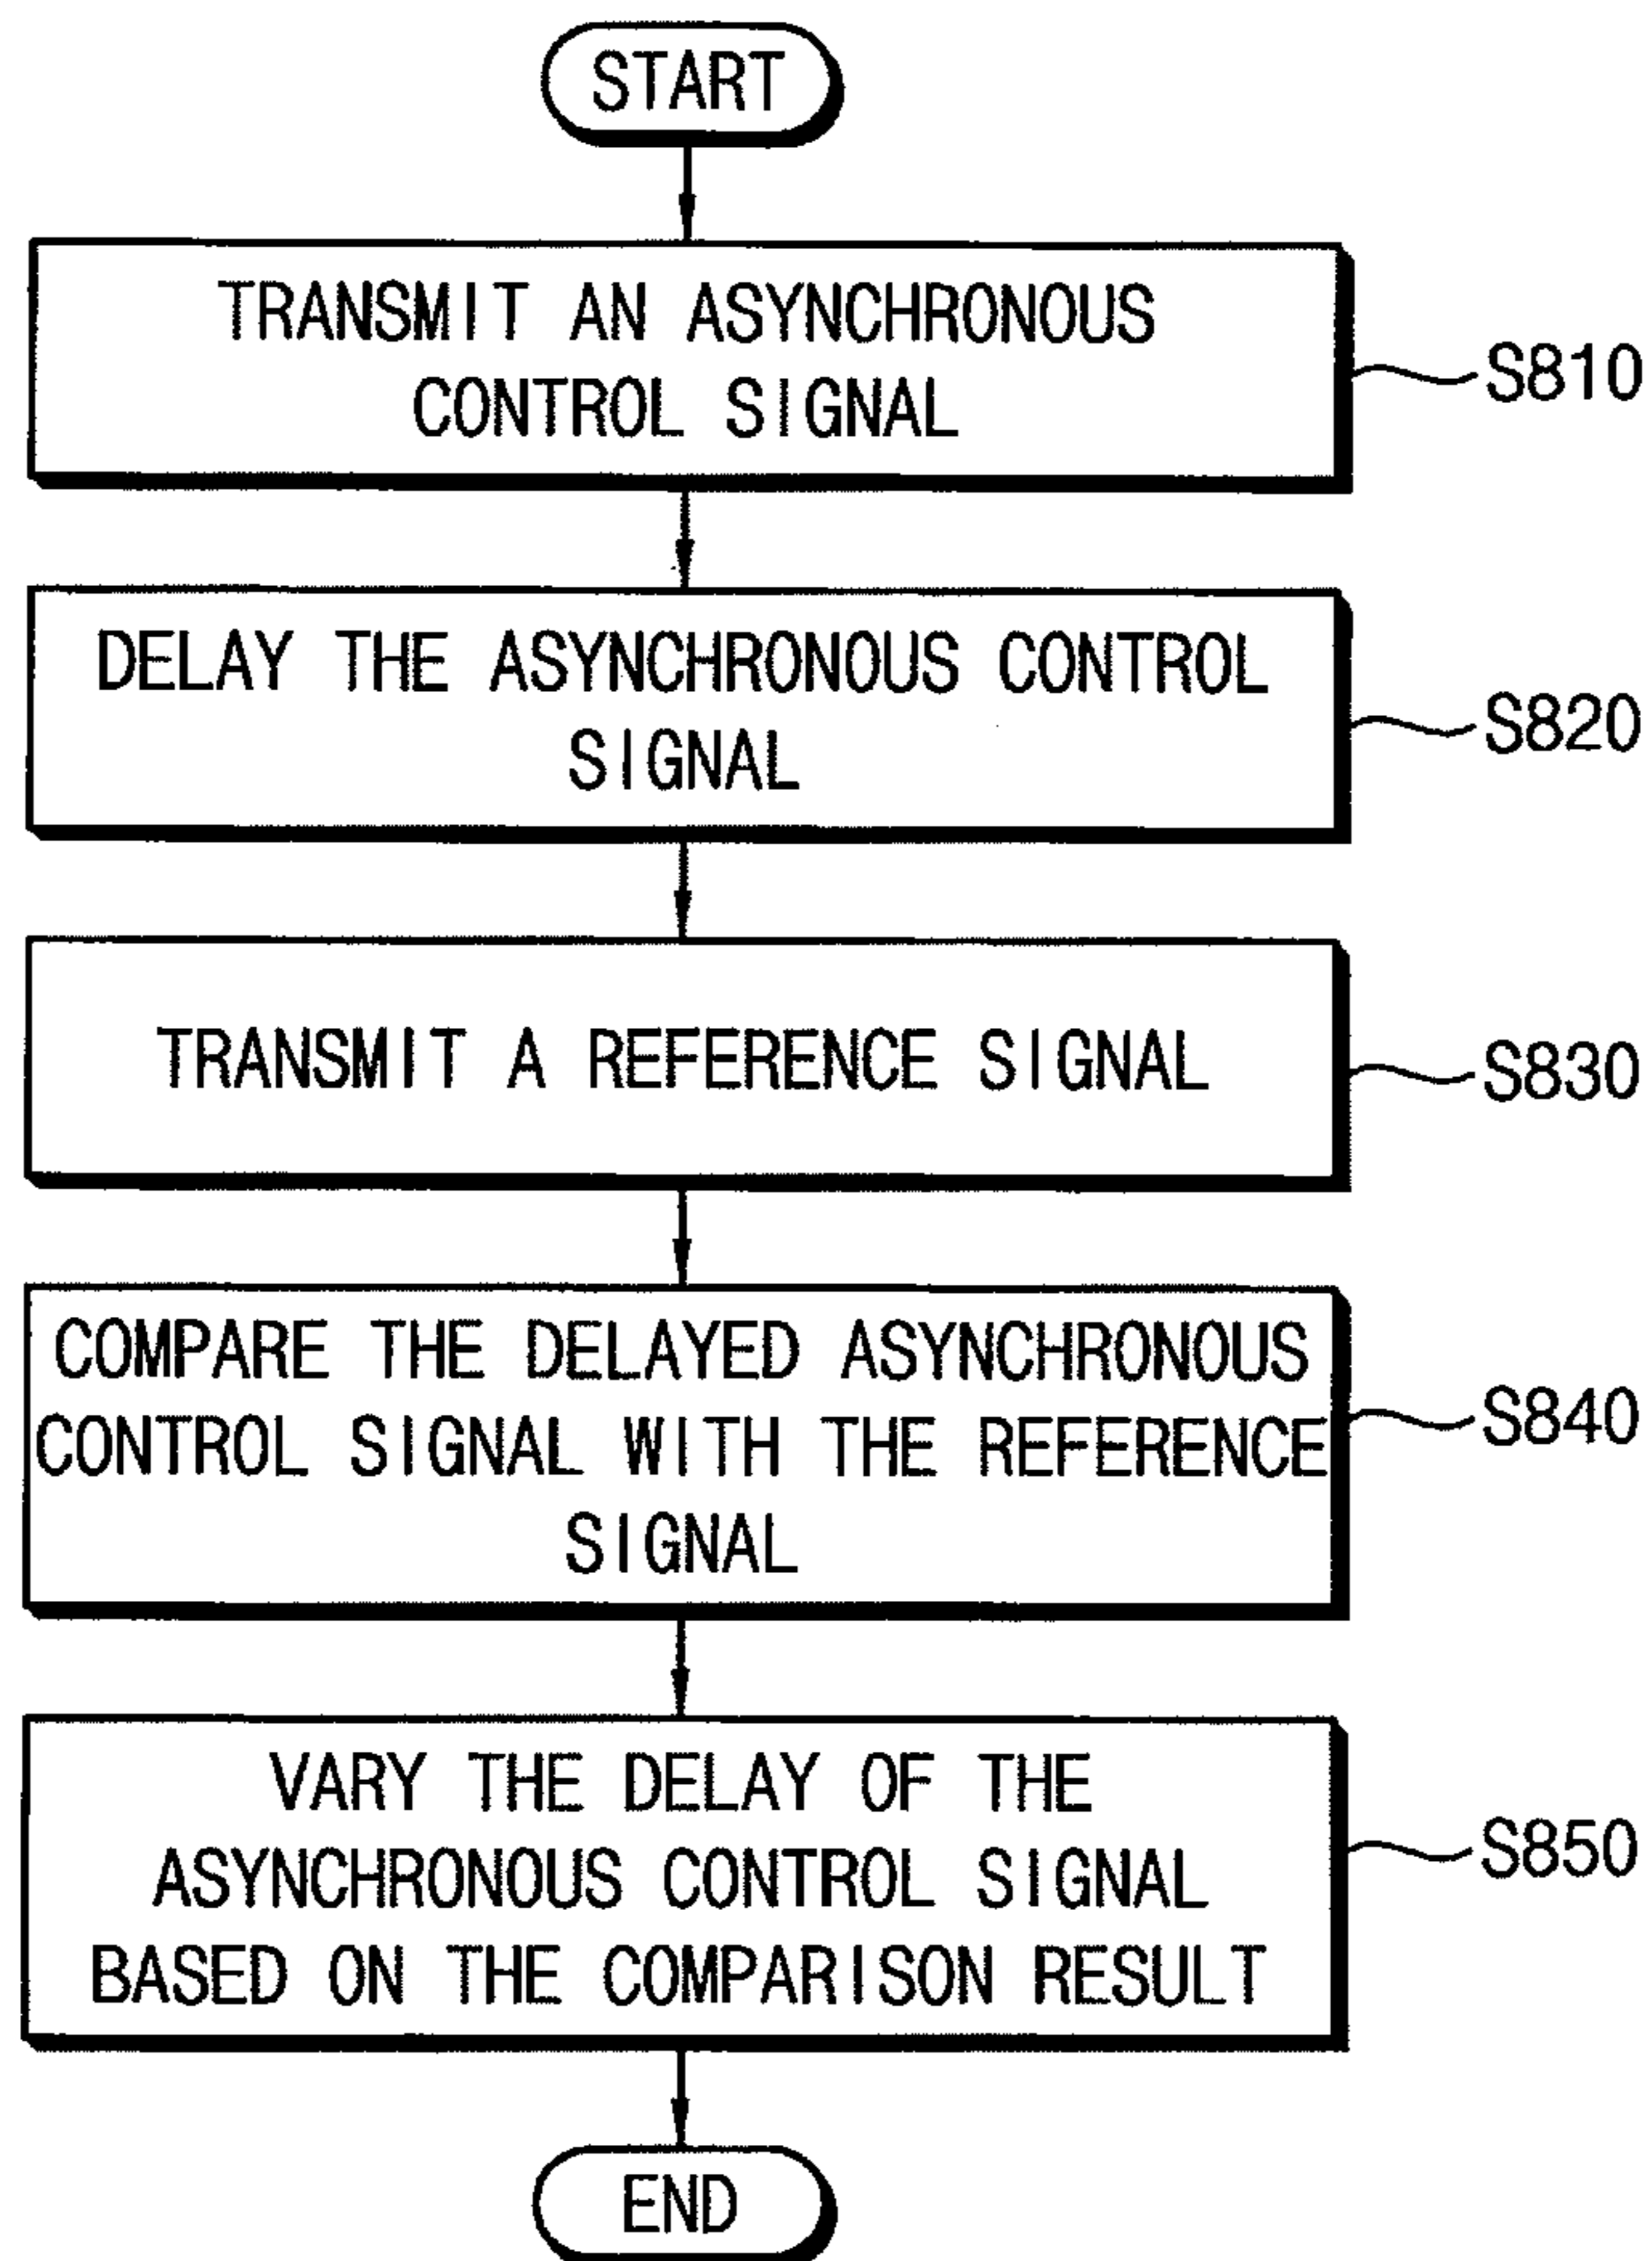 START
TRANSMIT AN ASYNCHRONOUS
CONTROL SIGNAL
S810
DELAY THE ASYNCHRONOUS CONTROL
SIGNAL
S820
TRANSMIT A REFERENCE SIGNAL
S830
COMPARE THE DELAYED ASYNCHRONOUS
CONTROL SIGNAL WITH THE REFERENCE
SIGNAL
S840
VARY THE DELAY OF THE
ASYNCHRONOUS CONTROL SIGNAL
BASED ON THE COMPARISON RESULT
S850
END